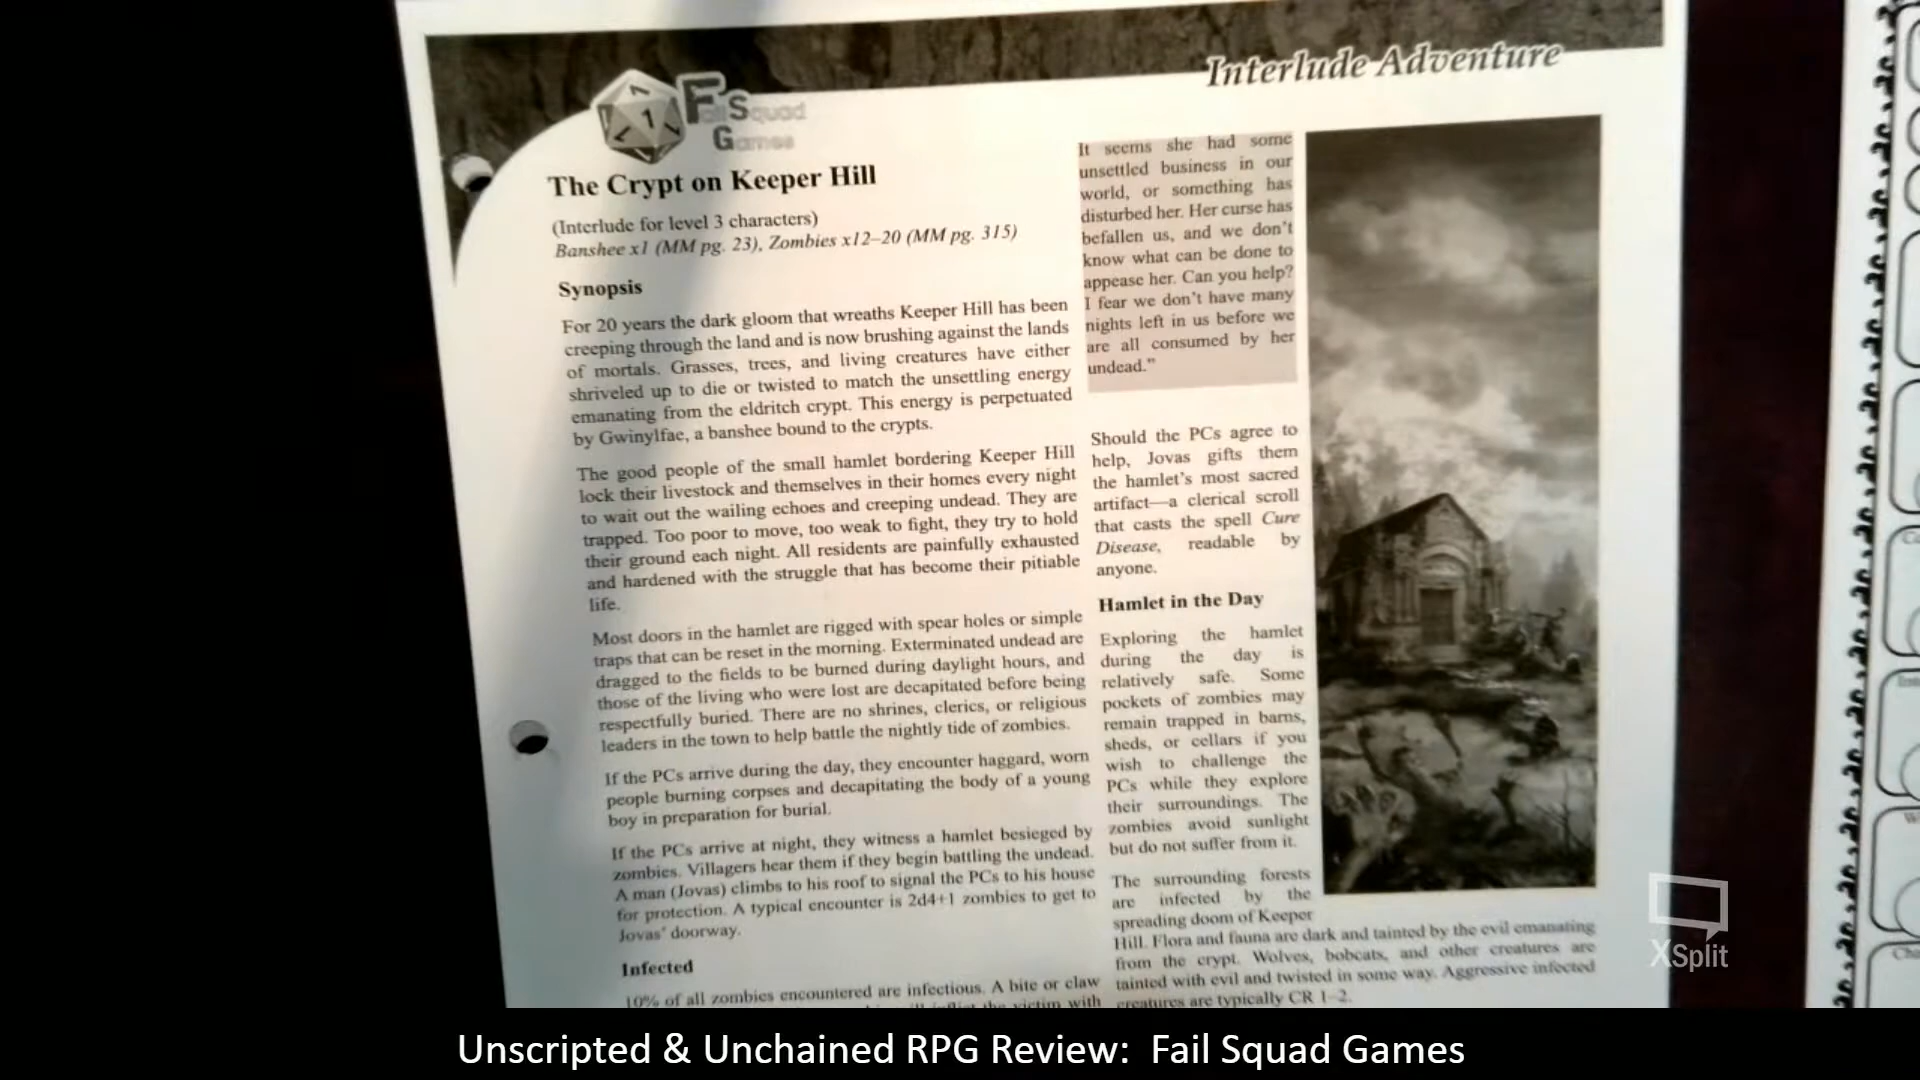 Interlude Adventure
1
Fail Squad
Games
The Crypt on Keeper Hill
(Interlude for level 3 characters)
Banshee x1 (MM pg. 23), Zombies x12–20 (MM pg. 315)
Synopsis
For 20 years the dark gloom that wreaths Keeper Hill has been
creeping through the land and is now brushing against the lands
of mortals. Grasses, trees, and living creatures have either
shriveled up to die or twisted to match the unsettling energy
emanating from the eldritch crypt. This energy is perpetuated
by Gwinylfae, a banshee bound to the crypts.
The good people of the small hamlet bordering Keeper Hill
lock their livestock and themselves in their homes every night
to wait out the wailing echoes and creeping undead. They are
trapped. Too poor to move, too weak to fight, they try to hold
their ground each night. All residents are painfully exhausted
and hardened with the struggle that has become their pitiable
life.
Most doors in the hamlet are rigged with spear holes or simple
traps that can be reset in the morning. Exterminated undead are
dragged to the fields to be burned during daylight hours, and
those of the living who were lost are decapitated before being
respectfully buried. There are no shrines, clerics, or religious
leaders in the town to help battle the nightly tide of zombies.
If the PCs arrive during the day, they encounter haggard, worn
people burning corpses and decapitating the body of a young
boy in preparation for burial.
If the PCs arrive at night, they witness a hamlet besieged by
zombies. Villagers hear them if they begin battling the undead.
A man (Jovas) climbs to his roof to signal the PCs to his house
for protection. A typical encounter is 2d4+1 zombies to get to
Jovas' doorway.
Infected
10% of all zombies encountered are infectious. A bite or claw
the victim with
It seems she had some
unsettled business in our
world, or something has
disturbed her. Her curse has
befallen us, and we don't
know what can be done to
appease her. Can you help?
I fear we don't have many
nights left in us before we
are all consumed by her
undead."
Should the PCs agree to
help, Jovas gifts them
the hamlet's most sacred
artifact—a clerical scroll
that casts the spell Cure
Disease, readable by
anyone.
Hamlet in the Day
Exploring the hamlet
during the day is
relatively safe. Some
pockets of zombies may
remain trapped in barns,
sheds, or cellars if you
wish to challenge the
PCs while they explore
their surroundings. The
zombies avoid sunlight
but do not suffer from it.
The surrounding forests
are infected by the
spreading doom of Keeper
Hill. Flora and fauna are dark and tainted by the evil emanating
from the crypt. Wolves, bobcats, and other creatures are
tainted with evil and twisted in some way. Aggressive infected
creatures are typically CR 1–2.
XSplit
Unscripted & Unchained RPG Review: Fail Squad Games